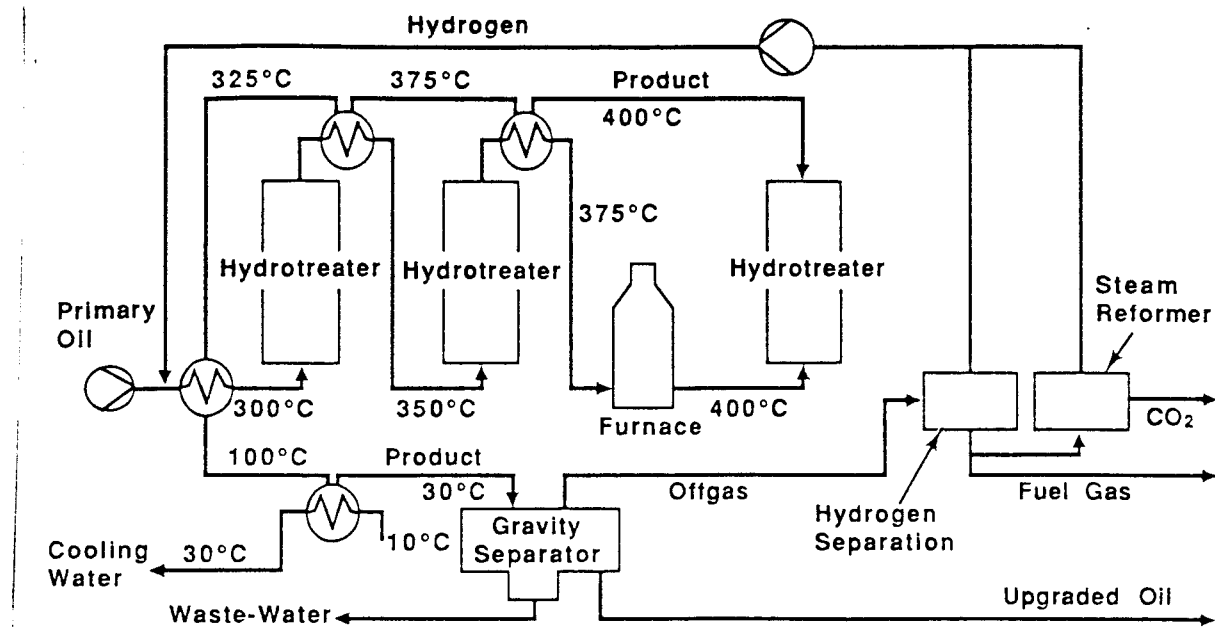 Hydrogen
325°C
375°C
Product
400°C
375°C
Hydrotreater
Hydrotreater
Hydrotreater
Steam
Reformer
Primary
Oil
300°C
350°C
Furnace
400°C
CO₂
100°C
Product
30°C
Offgas
Fuel Gas
Hydrogen
Separation
Gravity
Separator
10°C
30°C
Cooling
Water
Waste-Water
Upgraded Oil